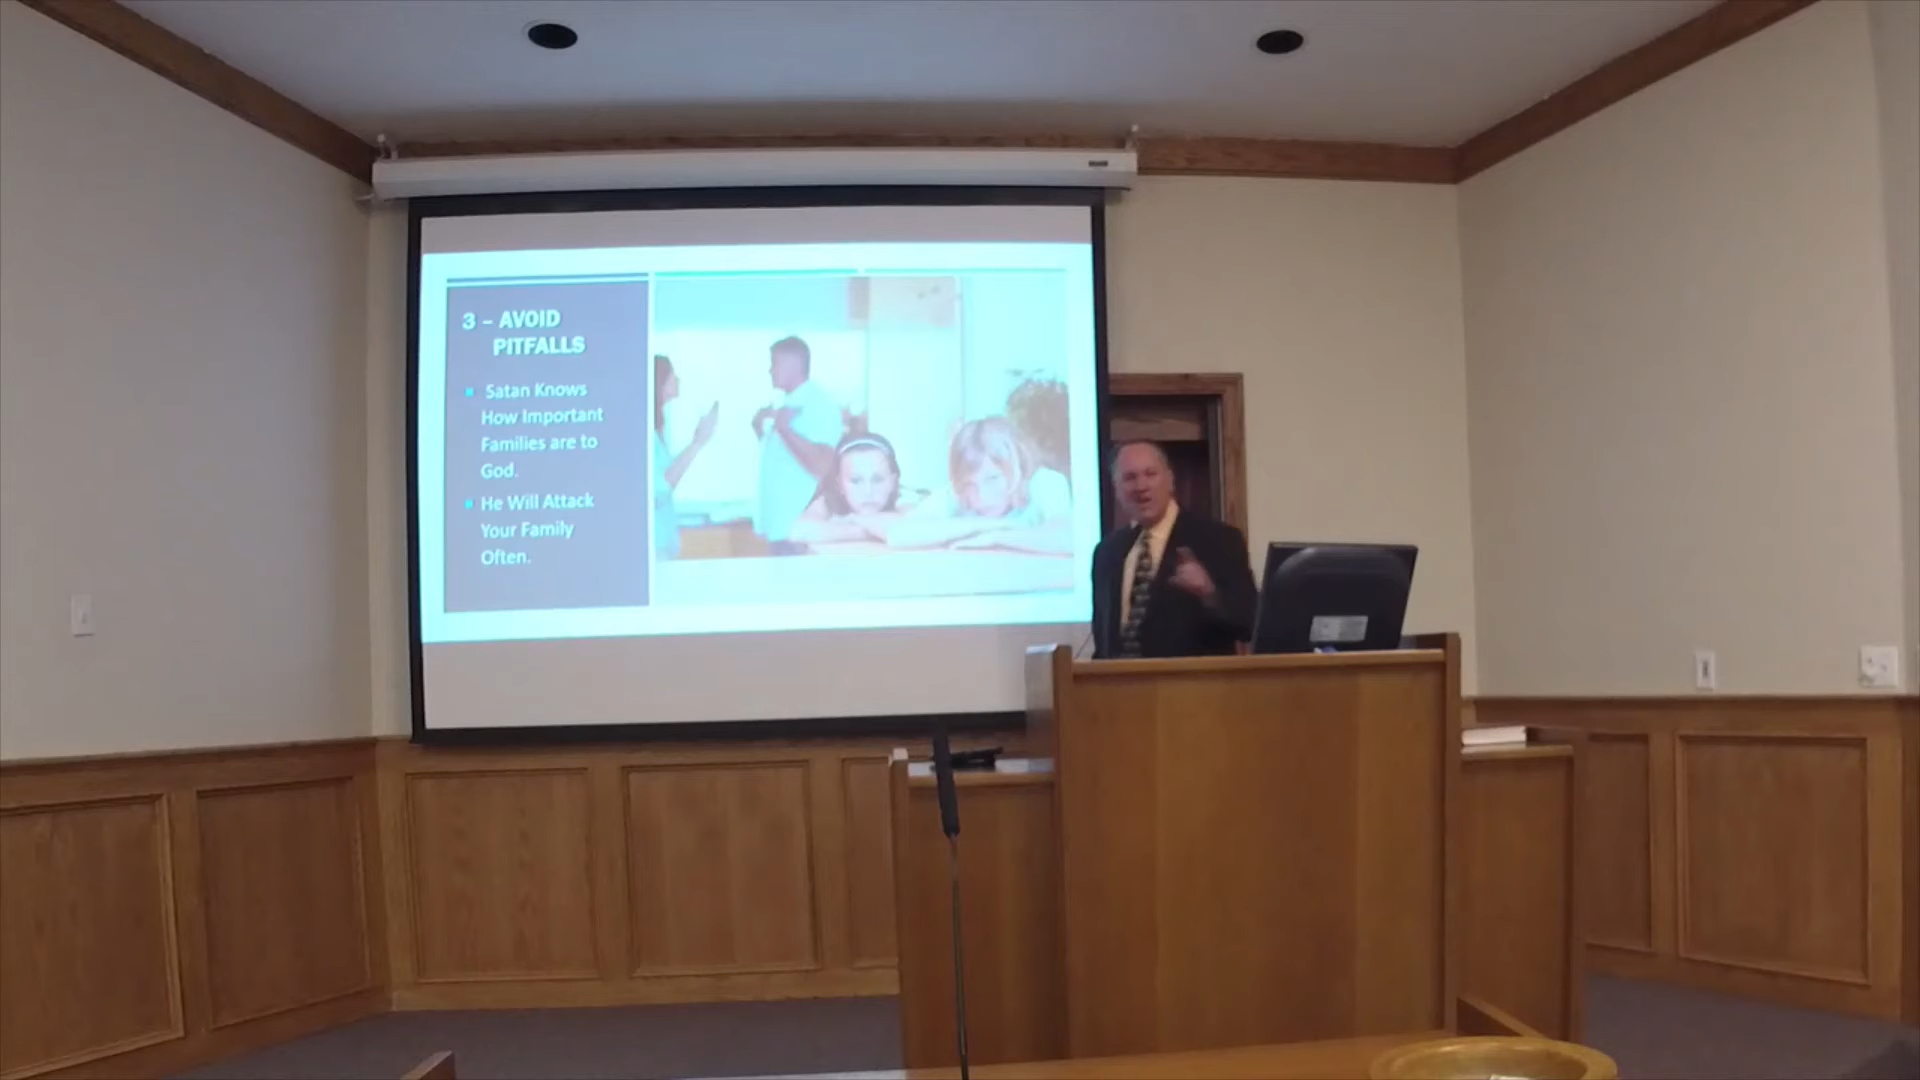 3 – AVOID
PITFALLS
Satan Knows
How Important
Families are to
God.
He Will Attack
Your Family
Often.